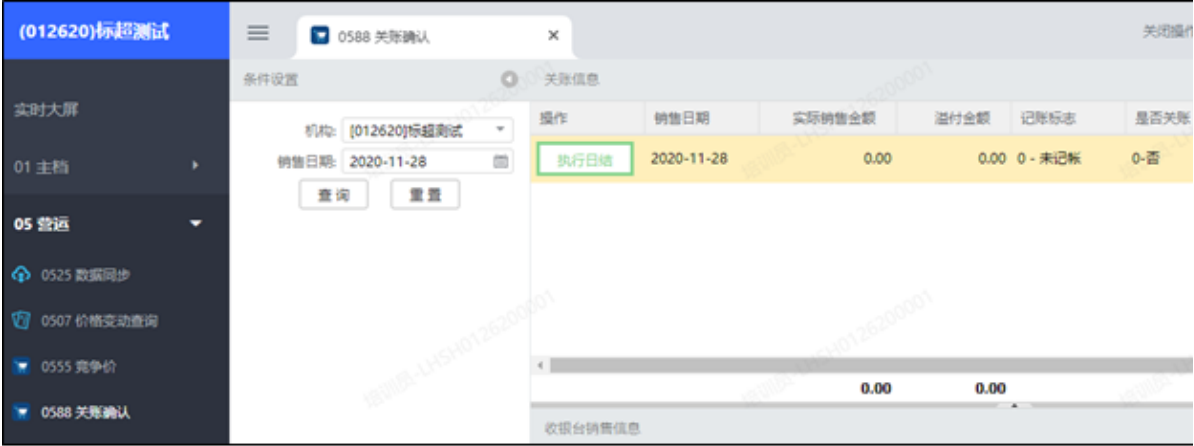 (012620)标超测试
0588 关账确认
关闭操作
条件设置
关账信息
实时大屏
机构: [012620]标超测试
操作 销售日期 实际销售金额 溢付金额 记账标志 是否关账
执行日结 2020-11-28 0.00 0.00 0 - 未记帐 0-否
01 主档
销售日期: 2020-11-28
查 询 重 置
05 营运
0525 数据同步
0507 价格变动查询
0555 竞争价
0588 关账确认
0.00 0.00
收银台销售信息
培训员-LHSH0126200001